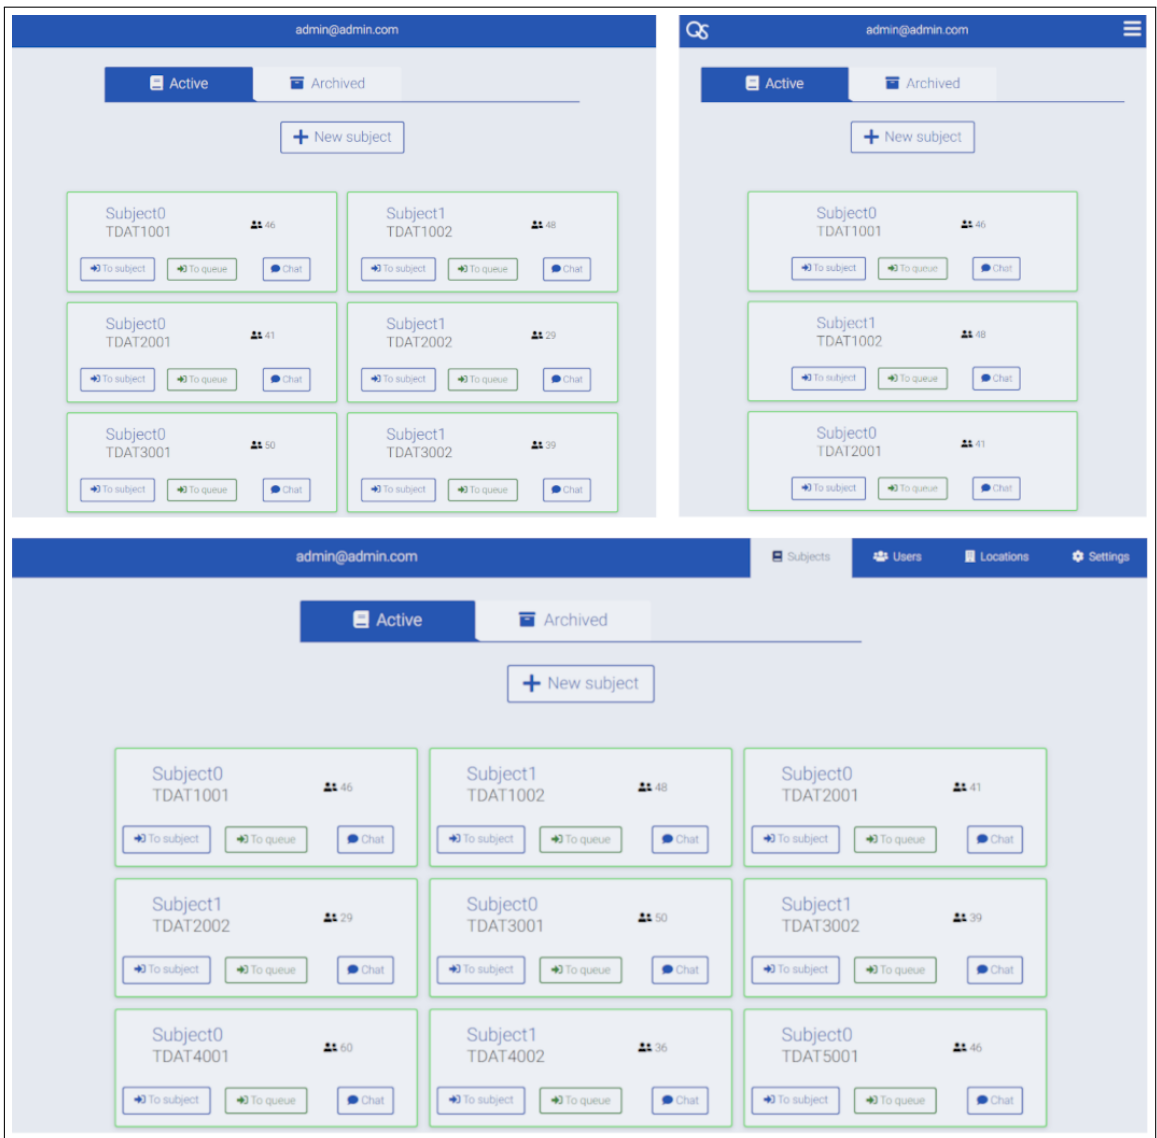 admin@admin.com
Active Archived
New subject
Subject0 46 Subject1 48
TDAT1001 TDAT1002
To subject To queue Chat To subject To queue Chat
Subject0 41 Subject1 29
TDAT2001 TDAT2002
To subject To queue Chat To subject To queue Chat
Subject0 50 Subject1 39
TDAT3001 TDAT3002
To subject To queue Chat To subject To queue Chat
QS admin@admin.com
Active Archived
New subject
Subject0 46
TDAT1001
To subject To queue Chat
Subject1 48
TDAT1002
To subject To queue Chat
Subject0 41
TDAT2001
To subject To queue Chat
admin@admin.com Subjects Users Locations Settings
Active Archived
New subject
Subject0 46 Subject1 48 Subject0 41
TDAT1001 TDAT1002 TDAT2001
To subject To queue Chat To subject To queue Chat To subject To queue Chat
Subject1 29 Subject0 50 Subject1 39
TDAT2002 TDAT3001 TDAT3002
To subject To queue Chat To subject To queue Chat To subject To queue Chat
Subject0 60 Subject1 36 Subject0 46
TDAT4001 TDAT4002 TDAT5001
To subject To queue Chat To subject To queue Chat To subject To queue Chat